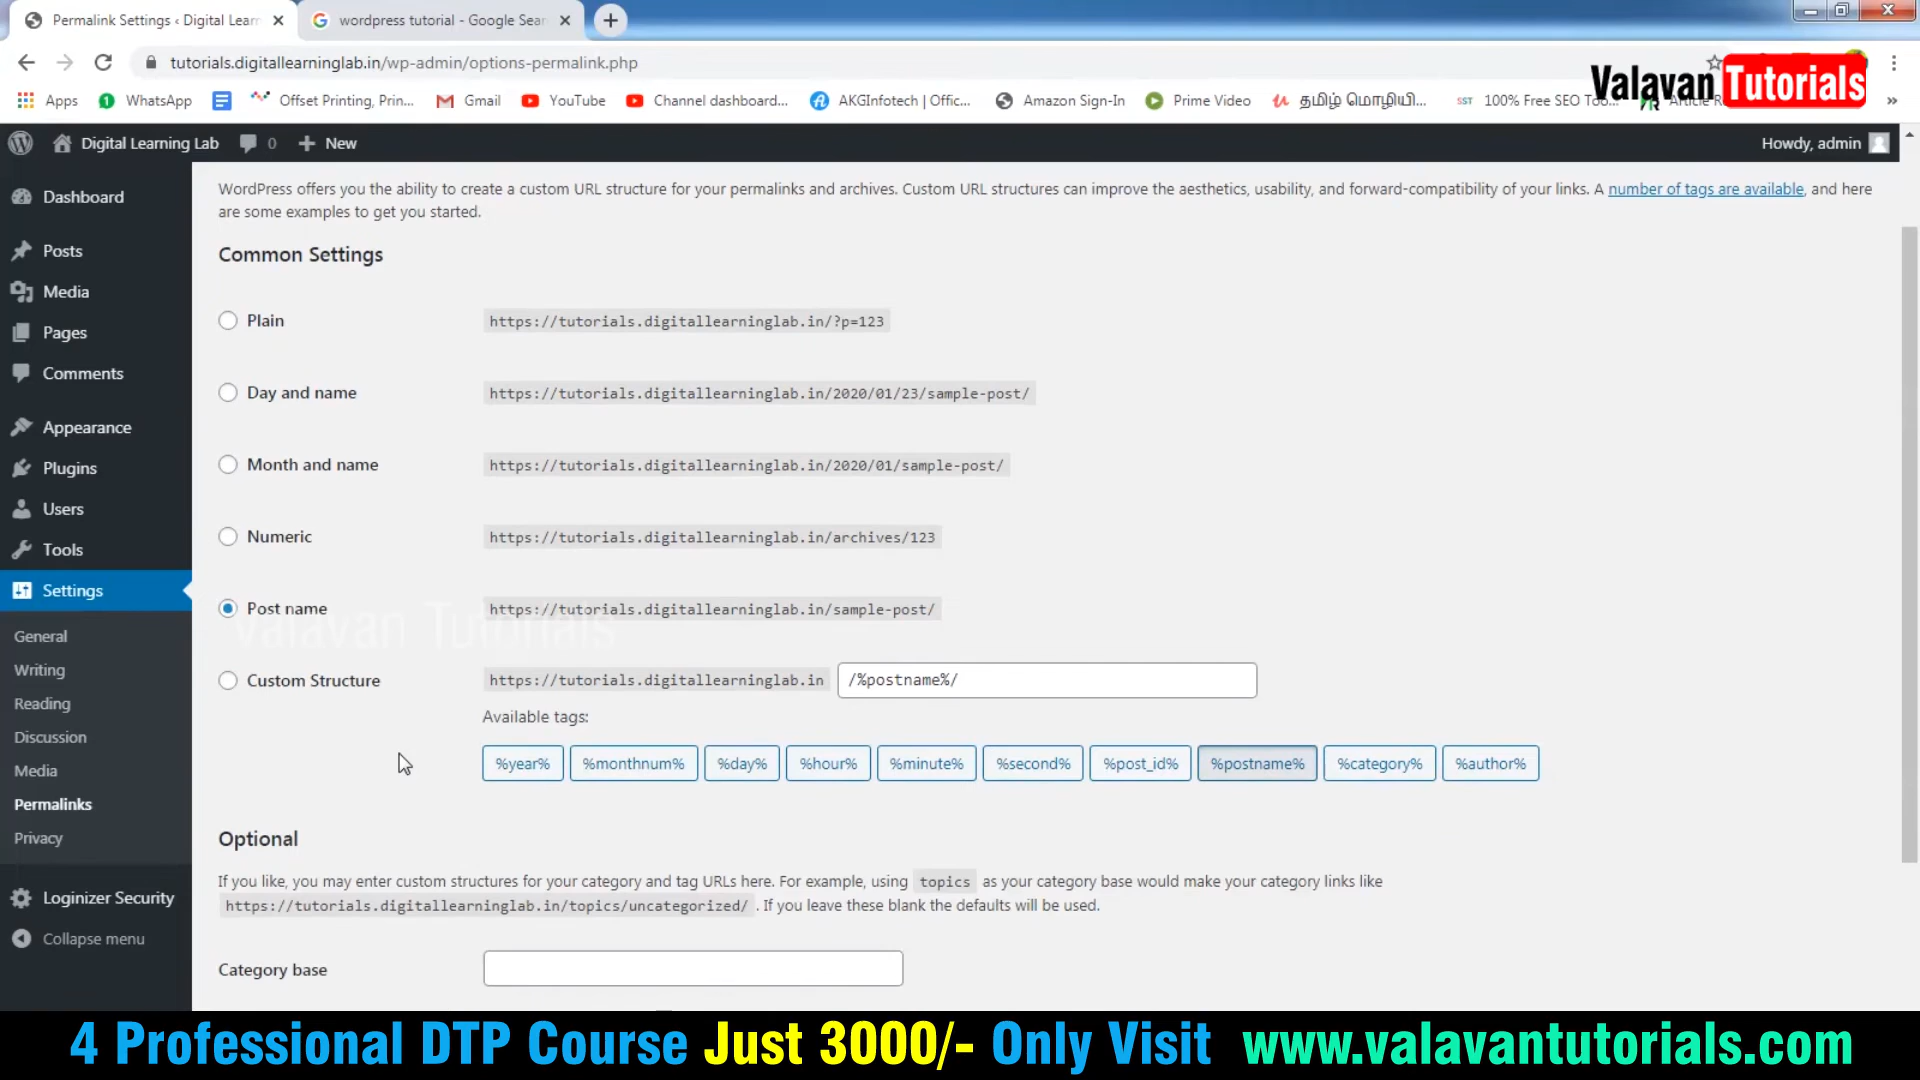 Permalink Settings ‹ Digital Lear
wordpress tutorial - Google Sear
tutorials.digitallearninglab.in/wp-admin/options-permalink.php
Valavan Tutorials
Apps
WhatsApp
Offset Printing, Prin...
Gmail
YouTube
Channel dashboard...
AKGInfotech | Offic...
Amazon Sign-In
Prime Video
தமிழ் மொழியி...
SST 100% Free SEO Too...
Article Re
»
Digital Learning Lab 0 + New
Howdy, admin
Dashboard
Posts
Media
Pages
Comments
Appearance
Plugins
Users
Tools
Settings
General
Writing
Reading
Discussion
Media
Permalinks
Privacy
Loginizer Security
Collapse menu
WordPress offers you the ability to create a custom URL structure for your permalinks and archives. Custom URL structures can improve the aesthetics, usability, and forward-compatibility of your links. A number of tags are available, and here
are some examples to get you started.
Common Settings
Plain https://tutorials.digitallearninglab.in/?p=123
Day and name https://tutorials.digitallearninglab.in/2020/01/23/sample-post/
Month and name https://tutorials.digitallearninglab.in/2020/01/sample-post/
Numeric https://tutorials.digitallearninglab.in/archives/123
Post name https://tutorials.digitallearninglab.in/sample-post/
Valavan Tutorials
Custom Structure https://tutorials.digitallearninglab.in /%postname%/
Available tags:
%year% %monthnum% %day% %hour% %minute% %second% %post_id% %postname% %category% %author%
Optional
If you like, you may enter custom structures for your category and tag URLs here. For example, using topics as your category base would make your category links like
https://tutorials.digitallearninglab.in/topics/uncategorized/ . If you leave these blank the defaults will be used.
Category base
4 Professional DTP Course Just 3000/- Only Visit www.valavantutorials.com